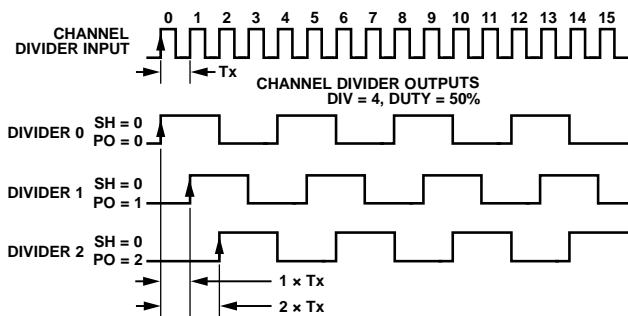 0 1 2 3 4 5 6 7 8 9 10 11 12 13 14 15
CHANNEL
DIVIDER INPUT
Tx
CHANNEL DIVIDER OUTPUTS
DIV = 4, DUTY = 50%
DIVIDER 0
SH = 0
PO = 0
DIVIDER 1
SH = 0
PO = 1
DIVIDER 2
SH = 0
PO = 2
1 × Tx
2 × Tx